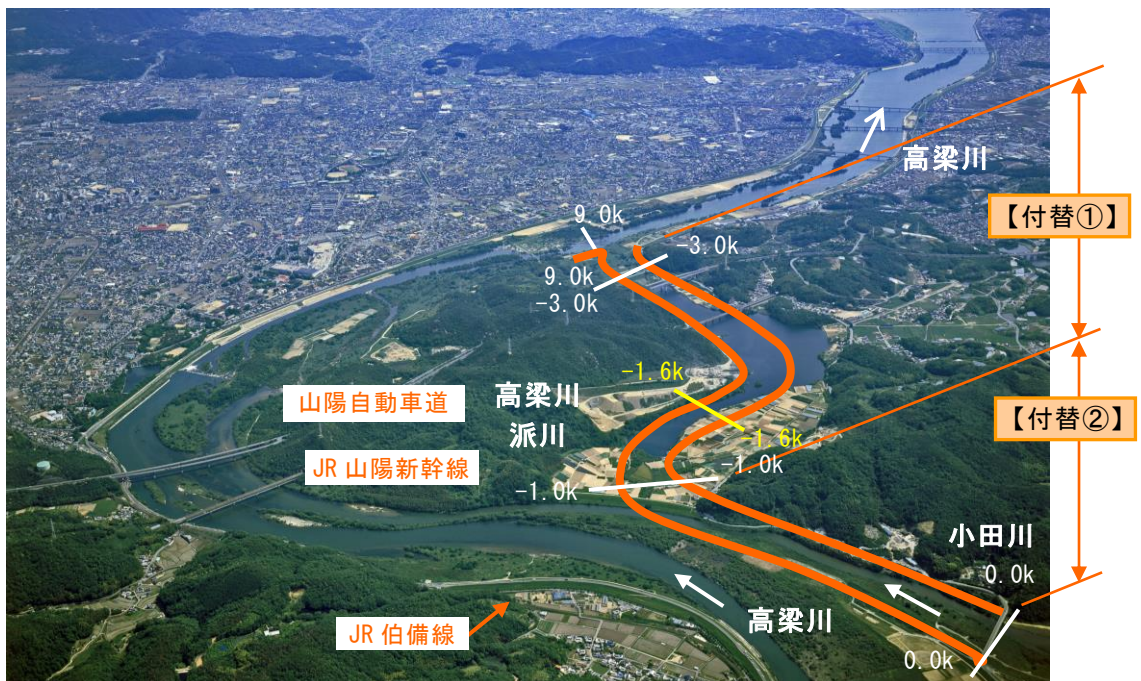 高梁川
【付替①】
9.0k
-3.0k
9.0k
-3.0k
-1.6k
高梁川
派川
山陽自動車道
【付替②】
-1.6k
-1.0k
JR 山陽新幹線
-1.0k
小田川
0.0k
高梁川
JR 伯備線
0.0k